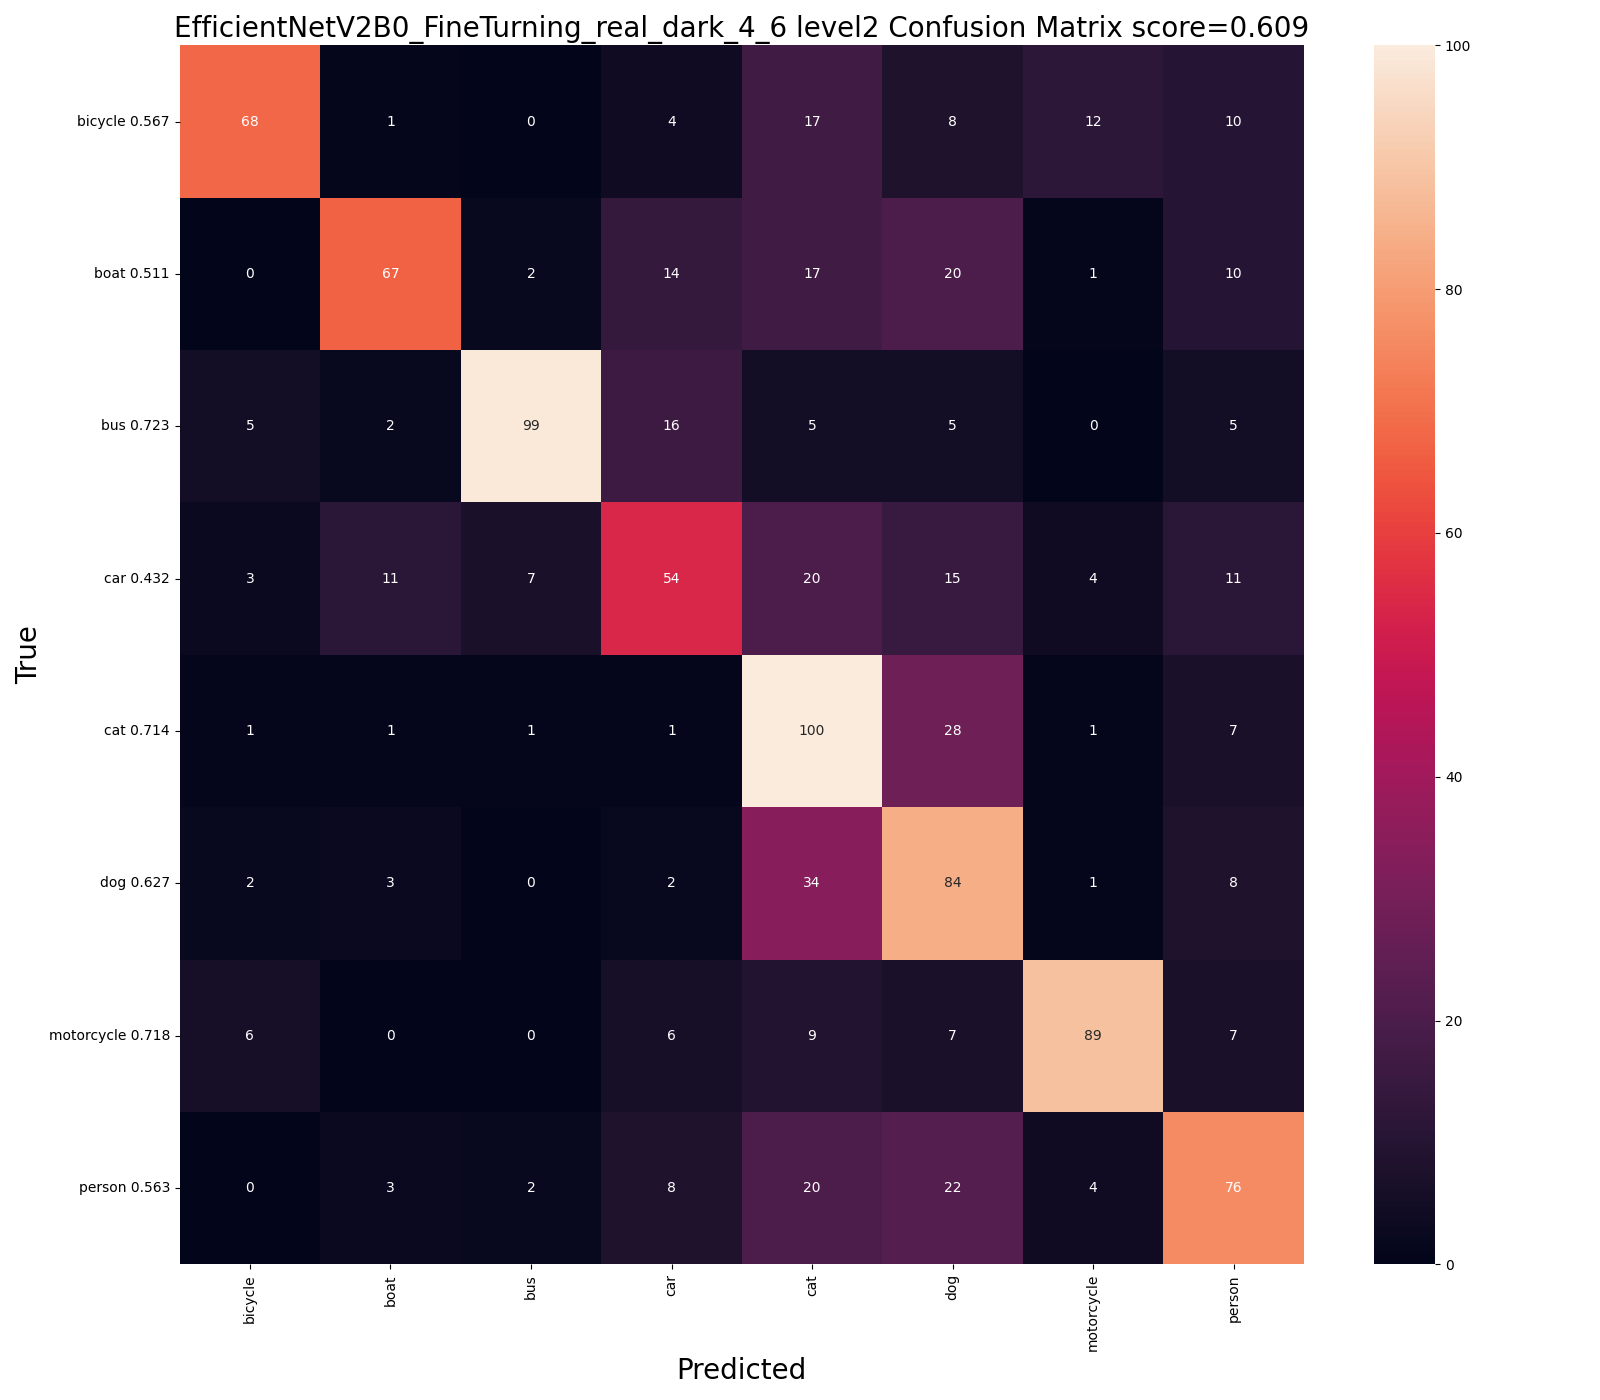 EfficientNetV2B0_FineTurning_real_dark_4_6 level2 Confusion Matrix score=0.609
bicycle 0.567 68 1 0 4 17 8 12 10
boat 0.511 0 67 2 14 17 20 1 10
bus 0.723 5 2 99 16 5 5 0 5
car 0.432 3 11 7 54 20 15 4 11
cat 0.714 1 1 1 1 100 28 1 7
dog 0.627 2 3 0 2 34 84 1 8
motorcycle 0.718 6 0 0 6 9 7 89 7
person 0.563 0 3 2 8 20 22 4 76
True
bicycle boat bus car cat dog motorcycle person
Predicted
100
80
60
40
20
0